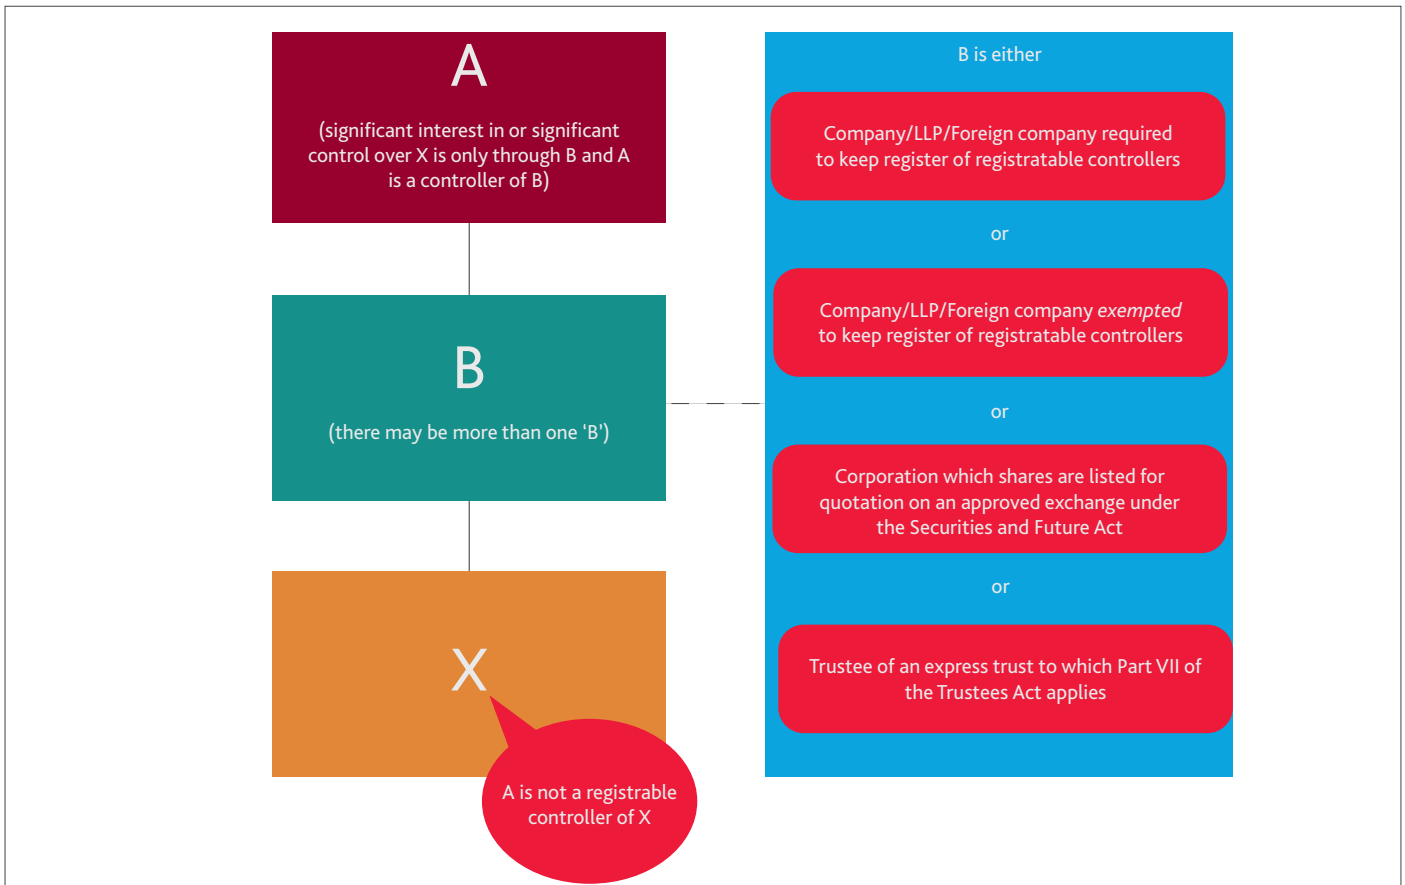 A
(significant interest in or significant
control over X is only through B and A
is a controller of B)
B
(there may be more than one ‘B’)
X
A is not a registrable
controller of X
B is either
Company/LLP/Foreign company required
to keep register of registratable controllers
or
Company/LLP/Foreign company exempted
to keep register of registratable controllers
or
Corporation which shares are listed for
quotation on an approved exchange under
the Securities and Future Act
or
Trustee of an express trust to which Part VII of
the Trustees Act applies